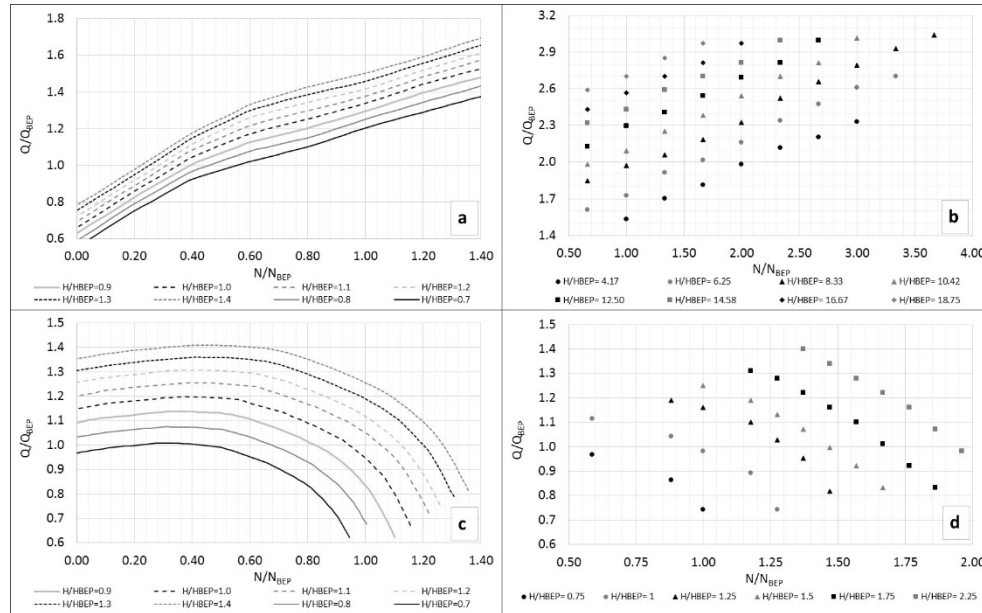 1.8
1.6
1.4
1.2
1.0
0.8
0.6
Q/Q_BEP
0.00 0.20 0.40 0.60 0.80 1.00 1.20 1.40
N/N_BEP
a
H/HBEP=0.9 H/HBEP=1.0 H/HBEP=1.1 H/HBEP=1.2
H/HBEP=1.3 H/HBEP=1.4 H/HBEP=0.8 H/HBEP=0.7
3.2
2.9
2.6
2.3
2.0
1.7
1.4
Q/Q_BEP
0.50 1.00 1.50 2.00 2.50 3.00 3.50 4.00
N/N_BEP
b
H/HBEP= 4.17 H/HBEP= 6.25 H/HBEP= 8.33 H/HBEP= 10.42
H/HBEP= 12.50 H/HBEP= 14.58 H/HBEP= 16.67 H/HBEP= 18.75
1.5
1.4
1.3
1.2
1.1
1.0
0.9
0.8
0.7
0.6
Q/Q_BEP
0.00 0.20 0.40 0.60 0.80 1.00 1.20 1.40
N/N_BEP
c
H/HBEP=0.9 H/HBEP=1.0 H/HBEP=1.1 H/HBEP=1.2
H/HBEP=1.3 H/HBEP=1.4 H/HBEP=0.8 H/HBEP=0.7
1.5
1.4
1.3
1.2
1.1
1.0
0.9
0.8
0.7
0.6
Q/Q_BEP
0.50 0.75 1.00 1.25 1.50 1.75 2.00
N/N_BEP
d
H/HBEP= 0.75 H/HBEP= 1 H/HBEP= 1.25 H/HBEP= 1.5 H/HBEP= 1.75 H/HBEP= 2.25